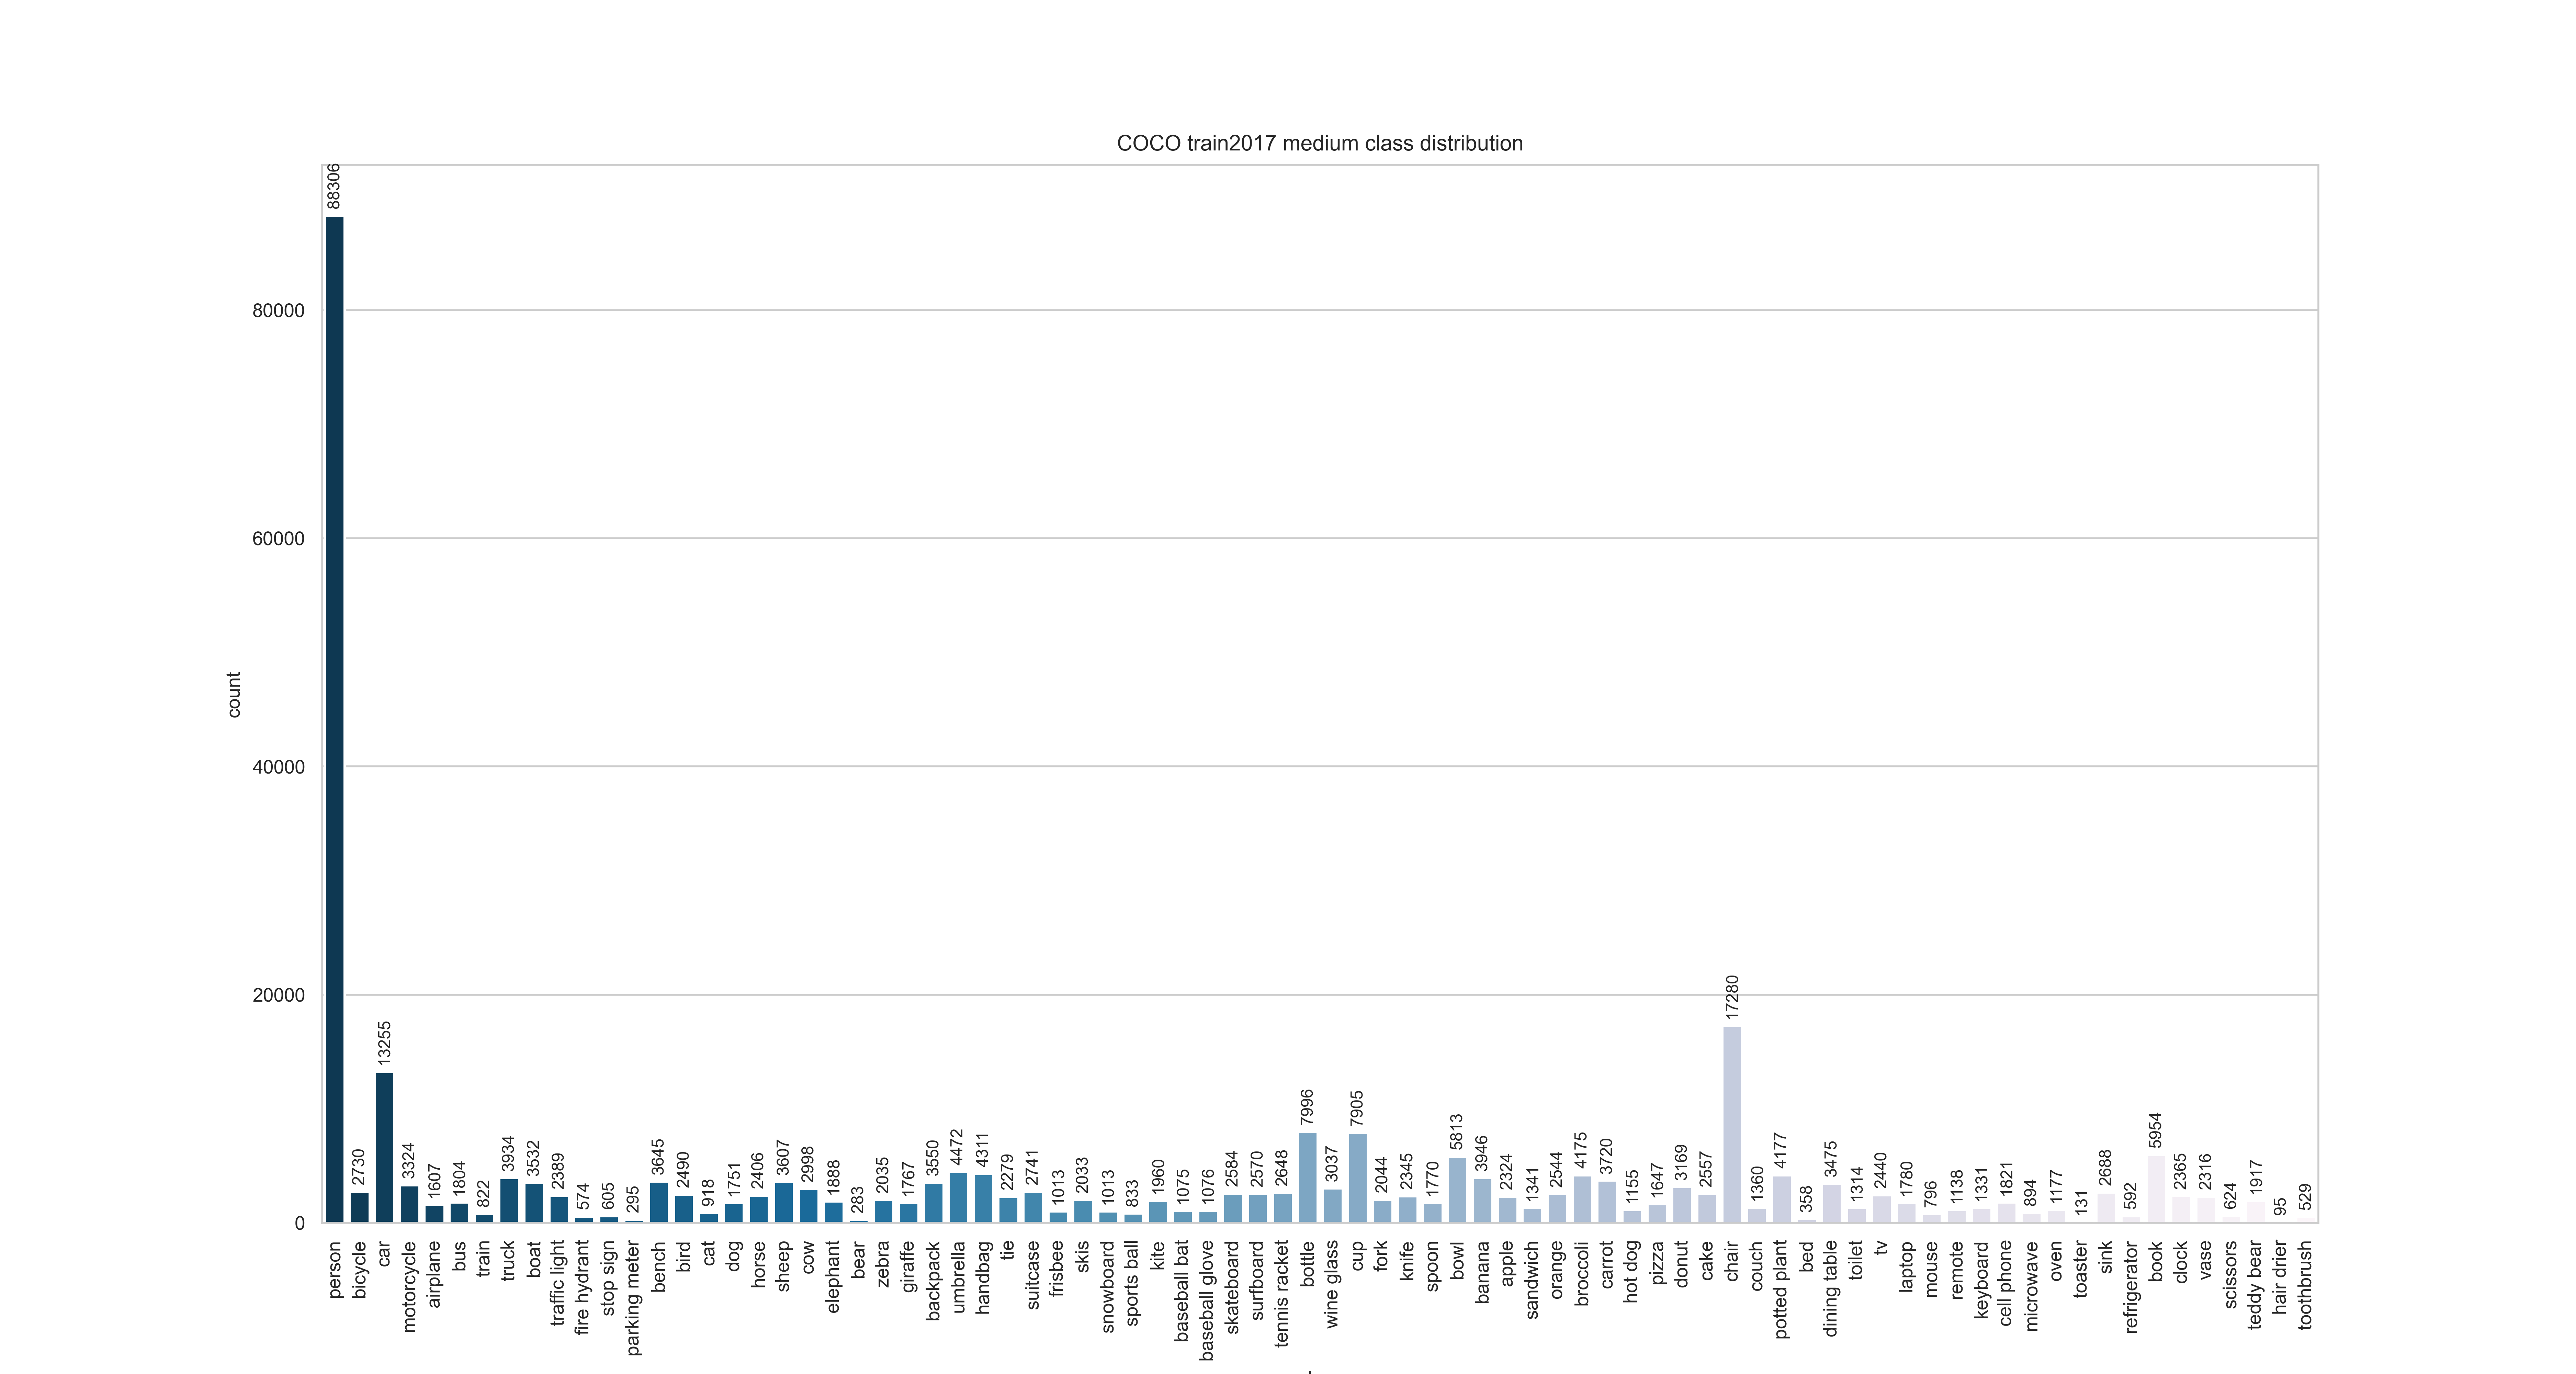 COCO train2017 medium class distribution
count
80000
60000
40000
20000
0
88306
2730
13255
3324
1607
1804
822
3934
3532
2389
574
605
295
3645
2490
918
1751
2406
3607
2998
1888
283
2035
1767
3550
4472
4311
2279
2741
1013
2033
1013
833
1960
1075
1076
2584
2570
2648
7996
3037
7905
2044
2345
1770
5813
3946
2324
1341
2544
4175
3720
1155
1647
3169
2557
17280
1360
4177
358
3475
1314
2440
1780
796
1138
1331
1821
894
1177
131
2688
592
5954
2365
2316
624
1917
95
529
person
bicycle
car
motorcycle
airplane
bus
train
truck
boat
traffic light
fire hydrant
stop sign
parking meter
bench
bird
cat
dog
horse
sheep
cow
elephant
bear
zebra
giraffe
backpack
umbrella
handbag
tie
suitcase
frisbee
skis
snowboard
sports ball
kite
baseball bat
baseball glove
skateboard
surfboard
tennis racket
bottle
wine glass
cup
fork
knife
spoon
bowl
banana
apple
sandwich
orange
broccoli
carrot
hot dog
pizza
donut
cake
chair
couch
potted plant
bed
dining table
toilet
tv
laptop
mouse
remote
keyboard
cell phone
microwave
oven
toaster
sink
refrigerator
book
clock
vase
scissors
teddy bear
hair drier
toothbrush